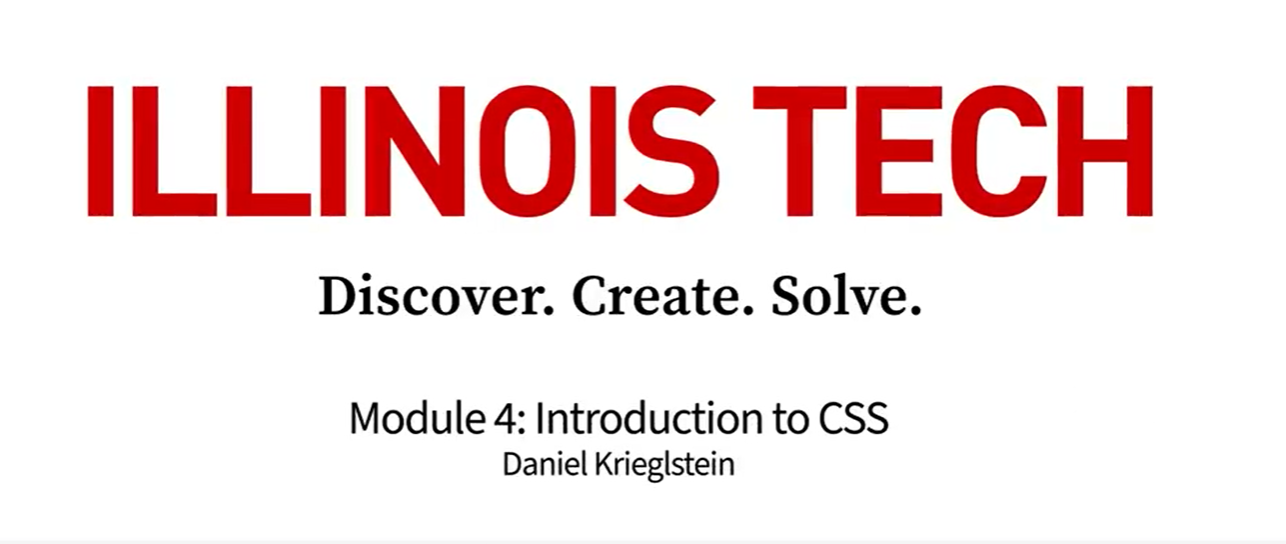 ILLINOIS TECH
Discover. Create. Solve.
Module 4: Introduction to CSS
Daniel Krieglstein